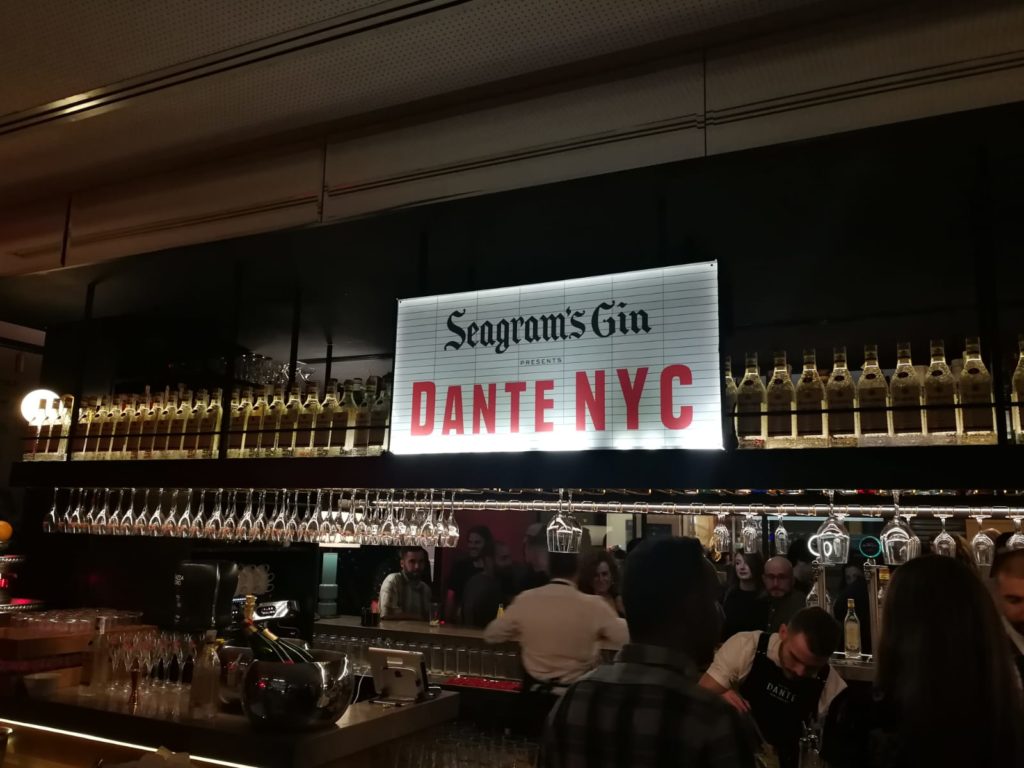 Seagram's Gin
PRESENTS
DANTE NYC
DANTE